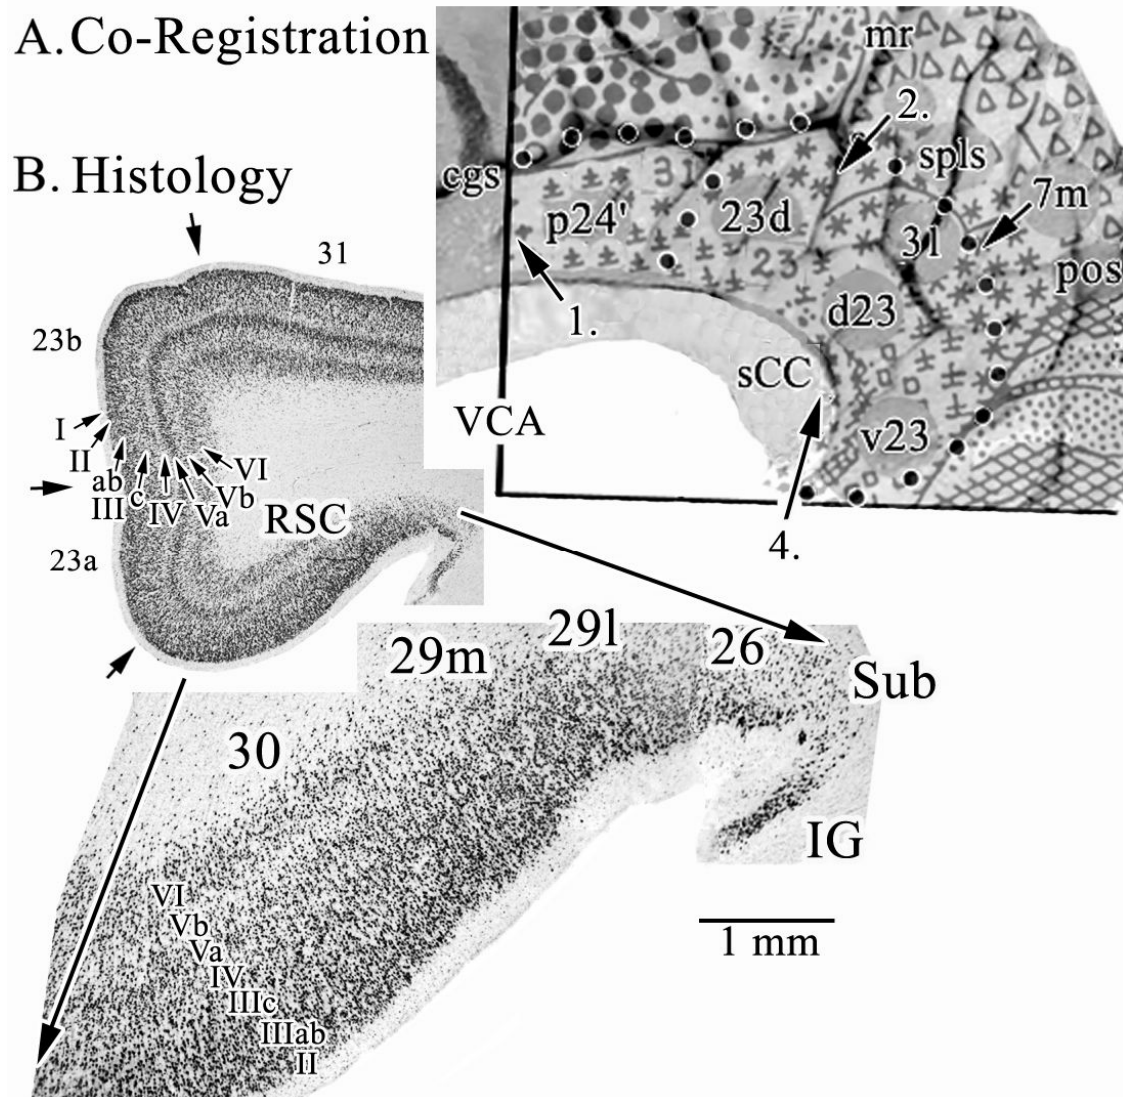 A. Co-Registration
mr
2.
cgs
31
spls
7m
p24'
23d
31
23
pos
1.
d23
sCC
VCA
v23
4.
B. Histology
31
23b
I
II
ab
III
c
IV
Va
Vb
VI
RSC
23a
29m
29l
26
Sub
30
IG
VI
Vb
Va
IV
IIIc
IIIab
II
1 mm